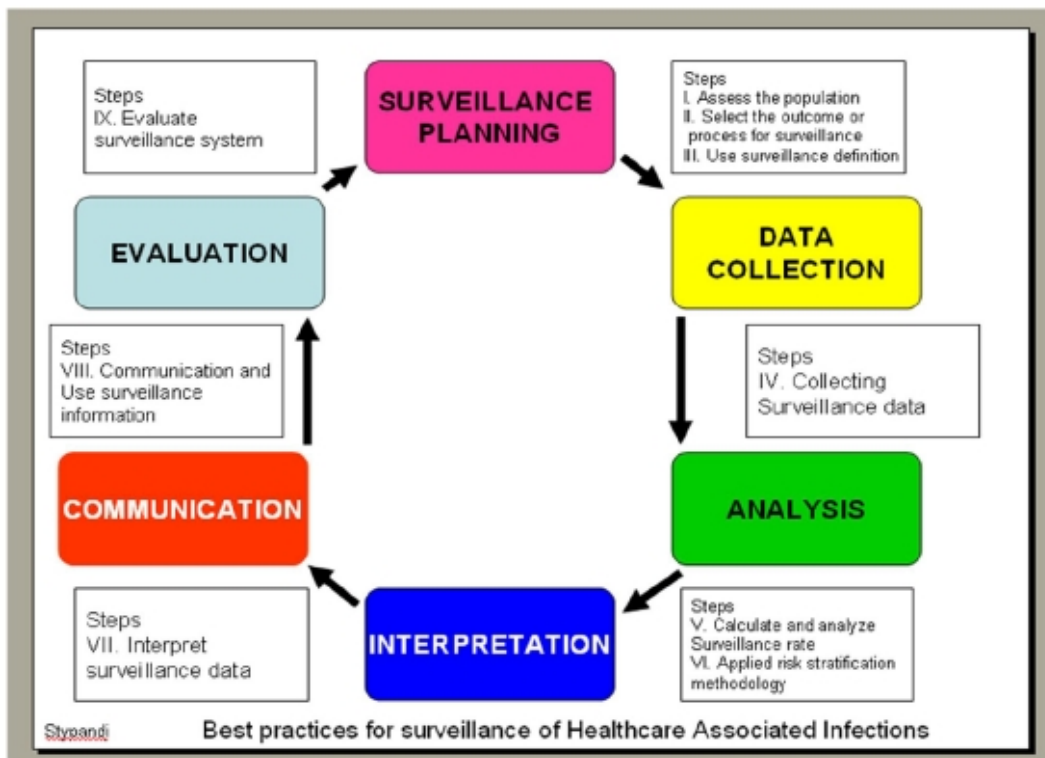 SURVEILLANCE
PLANNING
Steps
I. Assess the population
II. Select the outcome or
process for surveillance
III. Use surveillance definition
DATA
COLLECTION
Steps
IV. Collecting
Surveillance data
ANALYSIS
Steps
V. Calculate and analyze
Surveillance rate
VI. Applied risk stratification
methodology
INTERPRETATION
Steps
VII. Interpret
surveillance data
COMMUNICATION
Steps
VIII. Communication and
Use surveillance
information
EVALUATION
Steps
IX. Evaluate
surveillance system
Stypandi
Best practices for surveillance of Healthcare Associated Infections